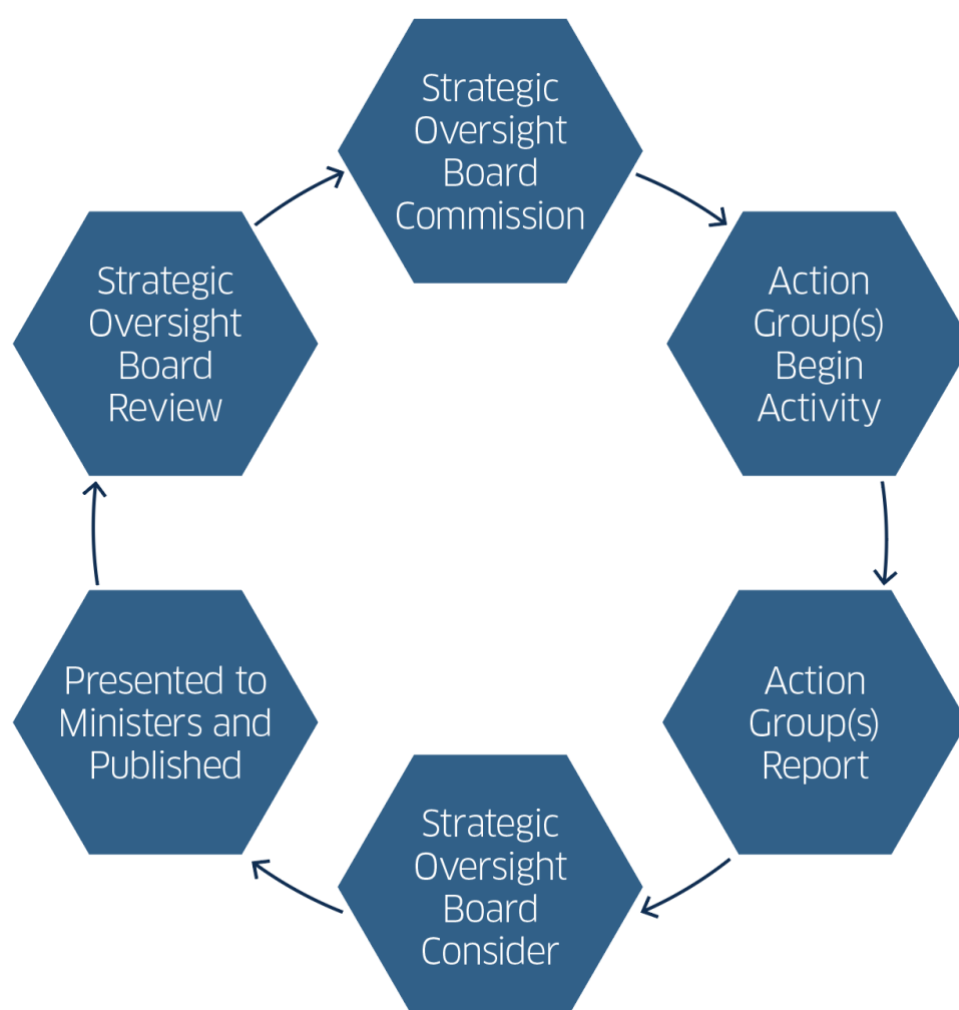 Strategic
Oversight
Board
Commission
Action
Group(s)
Begin
Activity
Action
Group(s)
Report
Strategic
Oversight
Board
Consider
Presented to
Ministers and
Published
Strategic
Oversight
Board
Review